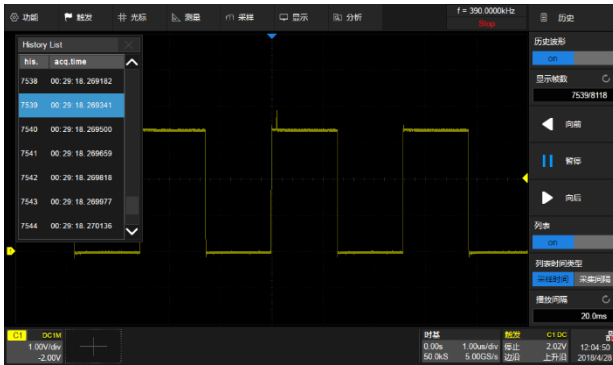 功能 触发 光标 测量 采样 显示 分析 f = 390.0000kHz 历史
Stop
History List
his. acq.time
7538 00:29:18.269182
7539 00:29:18.269341
7540 00:29:18.269500
7541 00:29:18.269659
7542 00:29:18.269818
7543 00:29:18.269977
7544 00:29:18.270136
历史波形
on
显示帧数
7539/8118
向前
暂停
向后
列表
on
列表时间类型
采样时间 采集间隔
播放间隔
20.0ms
1
C1 DC1M
1.00V/div
-2.00V
时基
0.00s 1.00us/div
50.0kS 5.00GS/s
触发 C1 DC
停止 2.02V
边沿 上升沿
12:04:50
2018/4/28